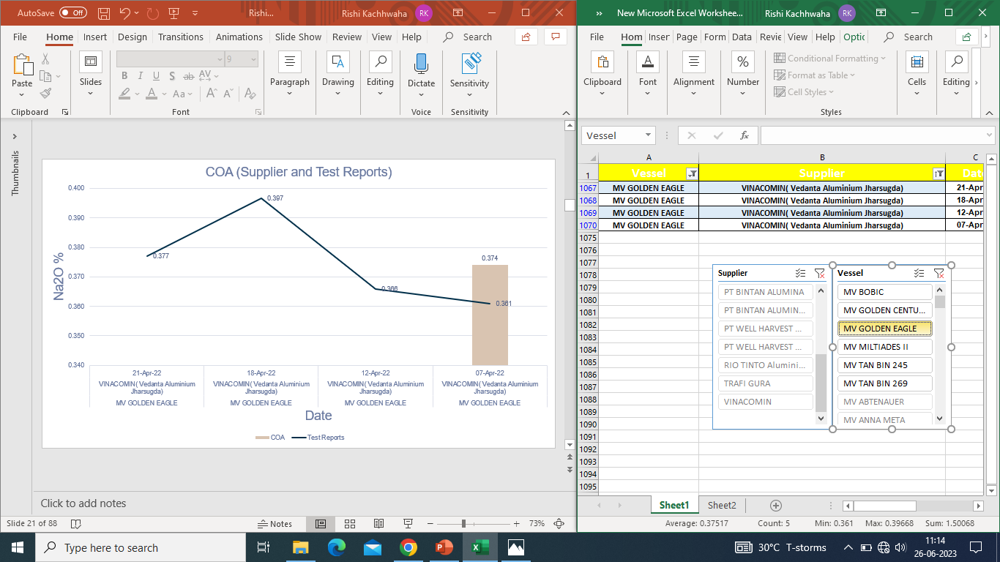 AutoSave Off Rishi... Rishi Kachhwaha RK
File Home Insert Design Transitions Animations Slide Show Review View Help Search
Paste Slides 9 Paragraph Drawing Editing Dictate Sensitivity
B I U S ab AV
A Aa A A A
Clipboard Font Voice Sensitivity
Thumbnails
COA (Supplier and Test Reports)
Na2O %
0.400
0.390
0.380
0.370
0.360
0.350
0.340
0.377
0.397
0.366
0.361
0.374
21-Apr-22 18-Apr-22 12-Apr-22 07-Apr-22
VINACOMIN( Vedanta Aluminium VINACOMIN( Vedanta Aluminium VINACOMIN( Vedanta Aluminium VINACOMIN( Vedanta Aluminium
Jharsugda) Jharsugda) Jharsugda) Jharsugda)
MV GOLDEN EAGLE MV GOLDEN EAGLE MV GOLDEN EAGLE MV GOLDEN EAGLE
Date
COA Test Reports
Click to add notes
Slide 21 of 88 Notes 73%
» New Microsoft Excel Workshee... Rishi Kachhwaha RK
File Hom Inser Page Form Data Revie View Help Optic Search
Clipboard Font Alignment Number Conditional Formatting Cells Editing
Format as Table
Cell Styles
Styles
Vessel fx
A B C
1 Vessel Supplier Dat
1067 MV GOLDEN EAGLE VINACOMIN( Vedanta Aluminium Jharsugda) 21-Apr
1068 MV GOLDEN EAGLE VINACOMIN( Vedanta Aluminium Jharsugda) 18-Apr
1069 MV GOLDEN EAGLE VINACOMIN( Vedanta Aluminium Jharsugda) 12-Apr
1070 MV GOLDEN EAGLE VINACOMIN( Vedanta Aluminium Jharsugda) 07-Apr
1075
1076
1077
1078
1079
1080
1081
1082
1083
1084
1085
1086
1087
1088
1089
1090
1091
1092
1093
1094
1095
Supplier
PT BINTAN ALUMINA
PT BINTAN ALUMIN...
PT WELL HARVEST ...
PT WELL HARVEST ...
RIO TINTO Alumini...
TRAFI GURA
VINACOMIN
Vessel
MV BOBIC
MV GOLDEN CENTU...
MV GOLDEN EAGLE
MV MILTIADES II
MV TAN BIN 245
MV TAN BIN 269
MV ABTENAUER
MV ANNA META
Sheet1 Sheet2
Average: 0.37517 Count: 5 Min: 0.361 Max: 0.39668 Sum: 1.50068
Type here to search
30°C T-storms
11:14
26-06-2023